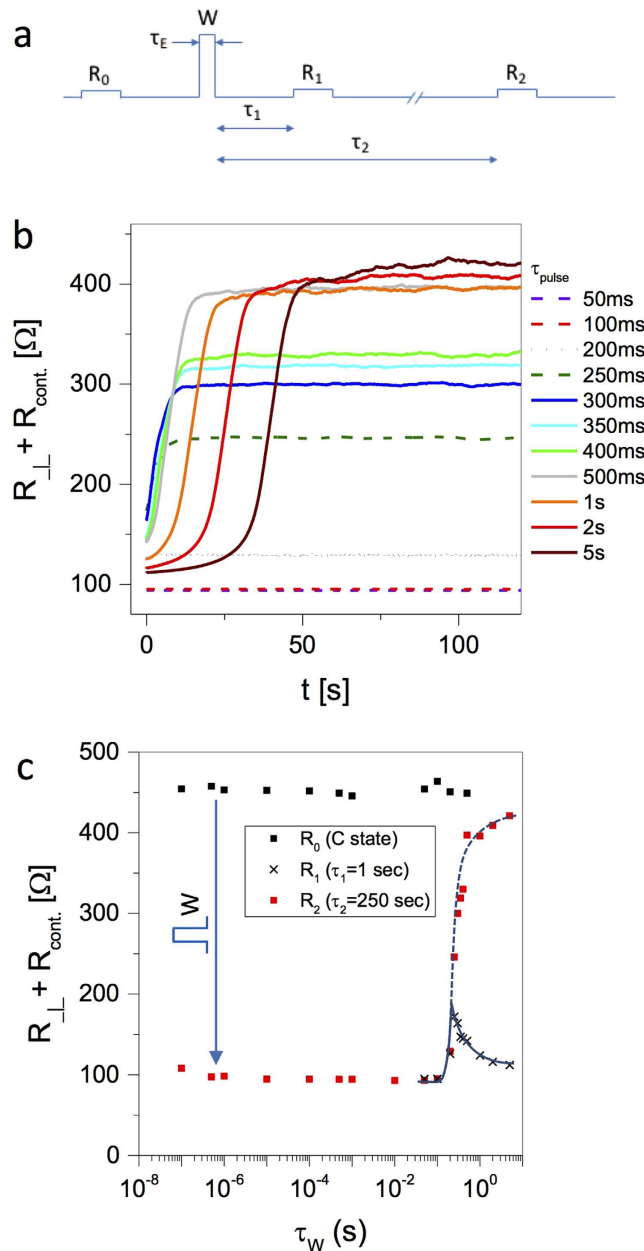 a
W
τE
R0
R1
R2
τ1
τ2
b
R_|_ + Rcont. [Ω]
400
300
200
100
0
50
100
t [s]
τpulse
50ms
100ms
200ms
250ms
300ms
350ms
400ms
500ms
1s
2s
5s
c
R_|_ + Rcont. [Ω]
500
400
300
200
100
0
W
R0 (C state)
R1 (τ1=1 sec)
R2 (τ2=250 sec)
10-8
10-6
10-4
10-2
100
τW (s)